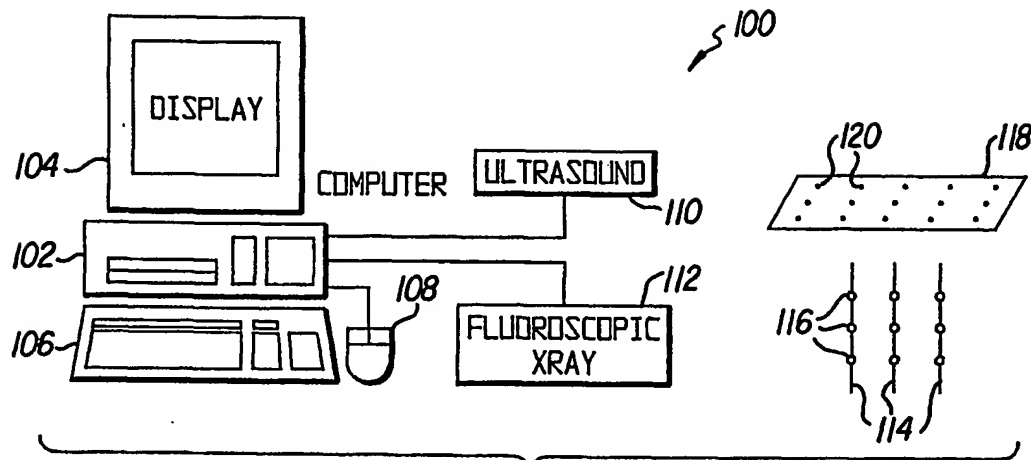 100
DISPLAY
104
COMPUTER
ULTRASOUND
110
120
118
102
108
112
106
FLUOROSCOPIC
XRAY
116
114